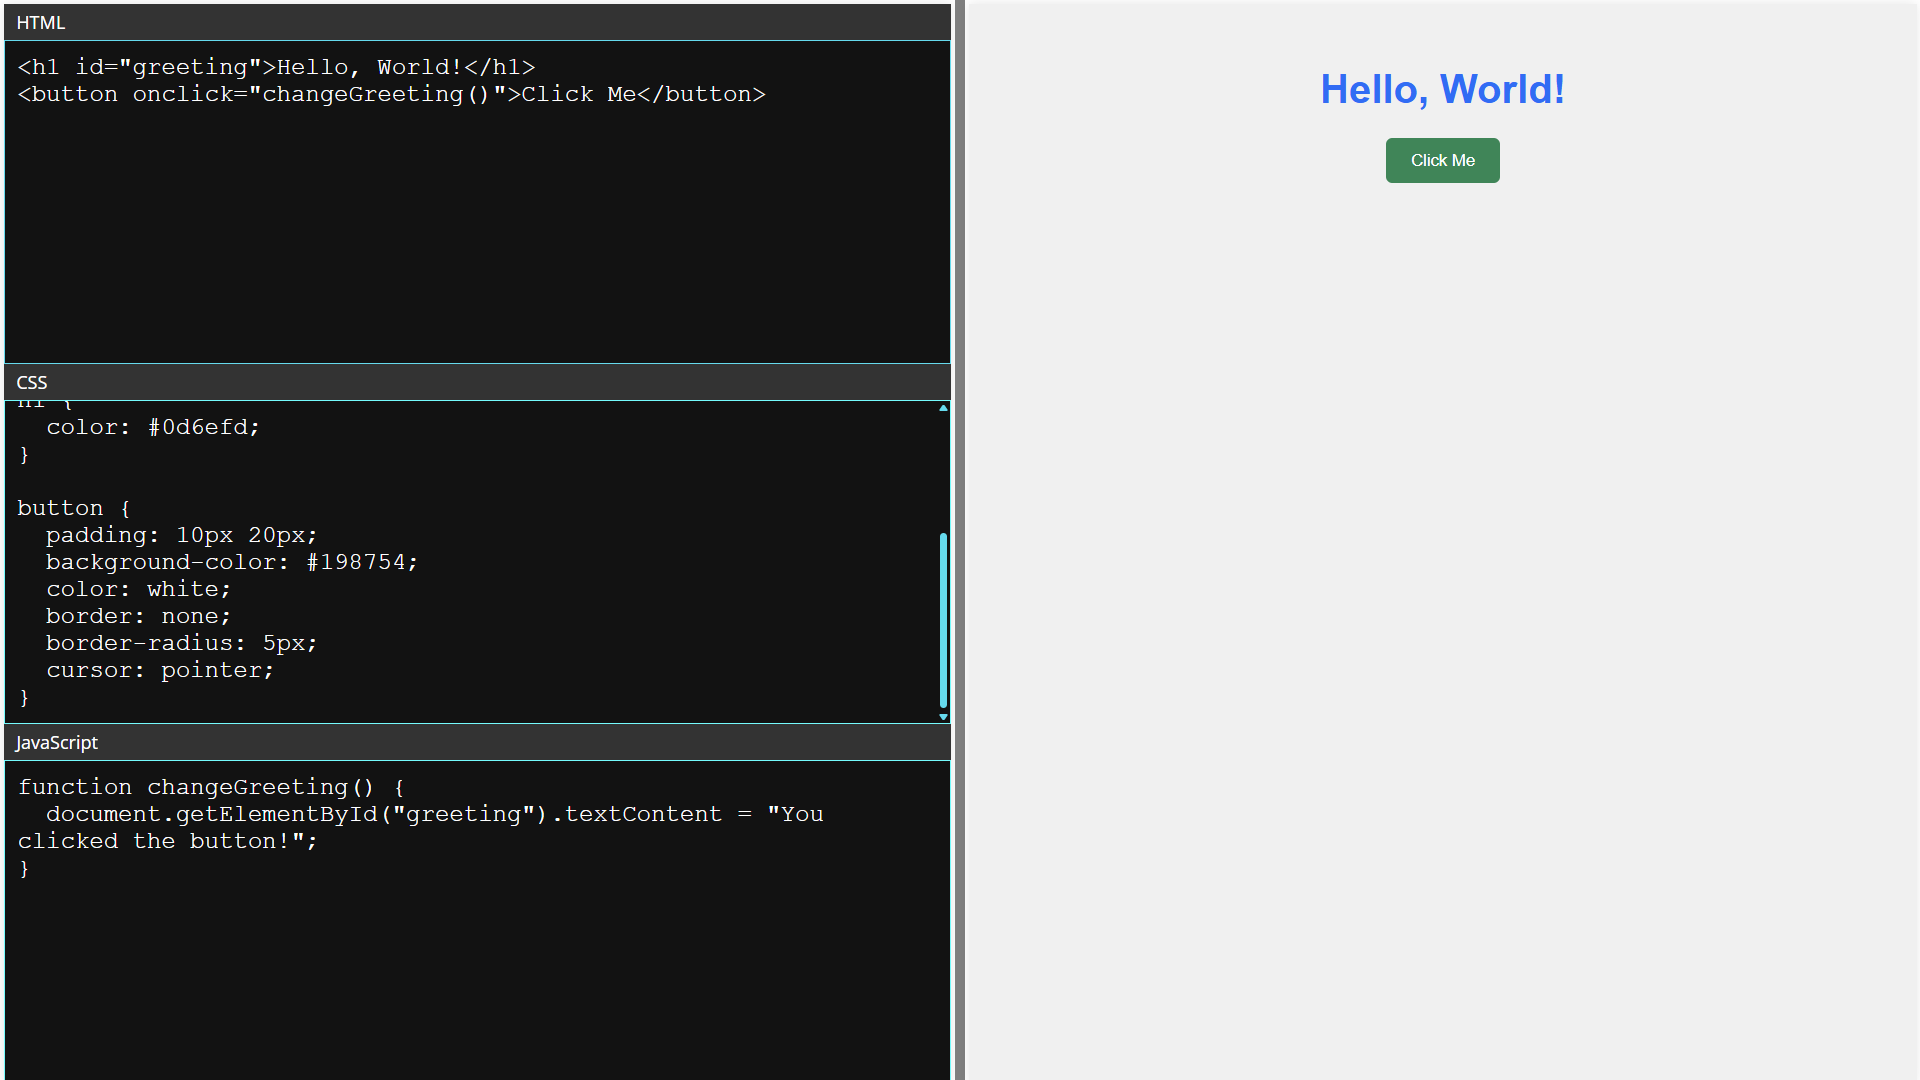 HTML
<h1 id="greeting">Hello, World!</h1>
<button onclick="changeGreeting()">Click Me</button>
CSS
h1 {
  color: #0d6efd;
}
button {
  padding: 10px 20px;
  background-color: #198754;
  color: white;
  border: none;
  border-radius: 5px;
  cursor: pointer;
}
JavaScript
function changeGreeting() {
  document.getElementById("greeting").textContent = "You
clicked the button!";
}
Hello, World!
Click Me